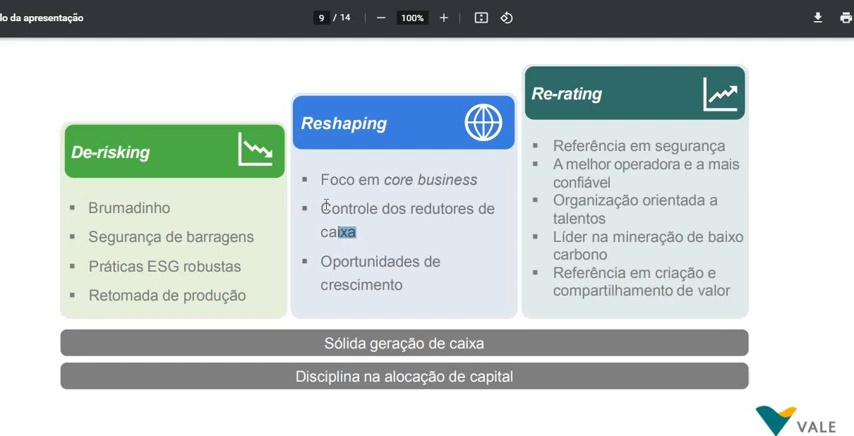 lo da apresentação
9 / 14
100%
De-risking
Brumadinho
Segurança de barragens
Práticas ESG robustas
Retomada de produção
Reshaping
Foco em core business
Controle dos redutores de
caixa
Oportunidades de
crescimento
Re-rating
Referência em segurança
A melhor operadora e a mais
confiável
Organização orientada a
talentos
Líder na mineração de baixo
carbono
Referência em criação e
compartilhamento de valor
Sólida geração de caixa
Disciplina na alocação de capital
VALE